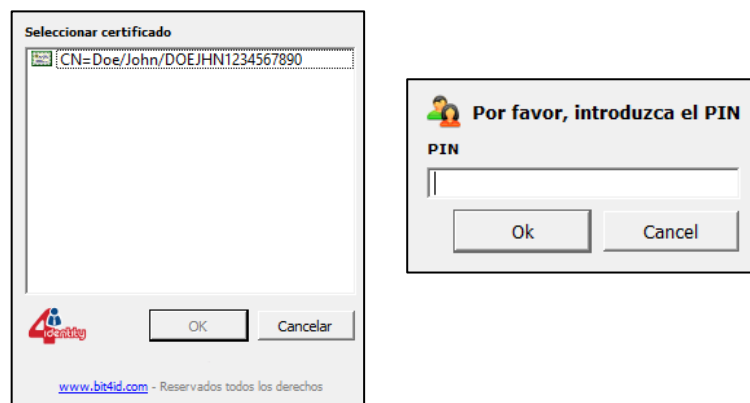 Seleccionar certificado
CN=Doe/John/DOEJHN1234567890
4identity
OK
Cancelar
www.bit4id.com - Reservados todos los derechos
Por favor, introduzca el PIN
PIN
Ok
Cancel